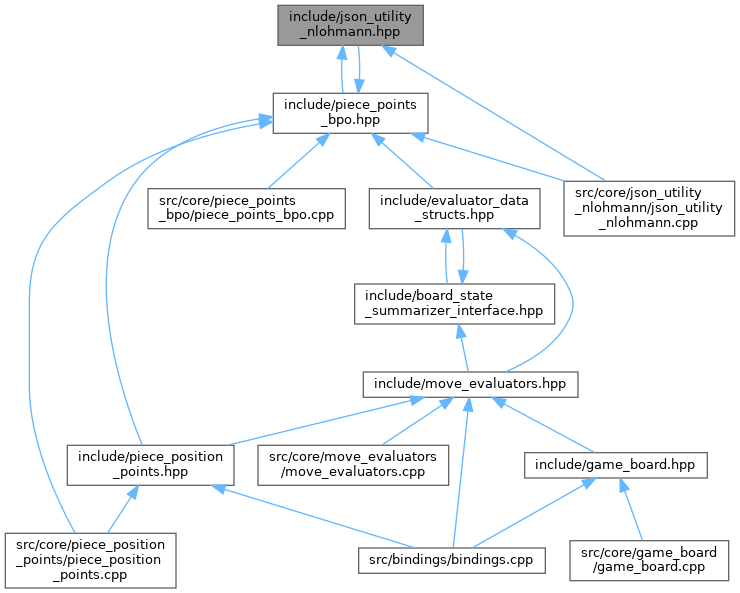 include/json_utility
_nlohmann.hpp
include/piece_points
_bpo.hpp
src/core/piece_points
_bpo/piece_points_bpo.cpp
include/evaluator_data
_structs.hpp
src/core/json_utility
_nlohmann/json_utility
_nlohmann.cpp
include/board_state
_summarizer_interface.hpp
include/move_evaluators.hpp
include/piece_position
_points.hpp
src/core/move_evaluators
/move_evaluators.cpp
include/game_board.hpp
src/core/piece_position
_points/piece_position
_points.cpp
src/bindings/bindings.cpp
src/core/game_board
/game_board.cpp